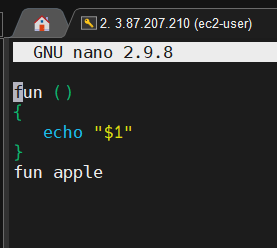 2. 3.87.207.210 (ec2-user)
GNU nano 2.9.8
fun ()
{
echo "$1"
}
fun apple